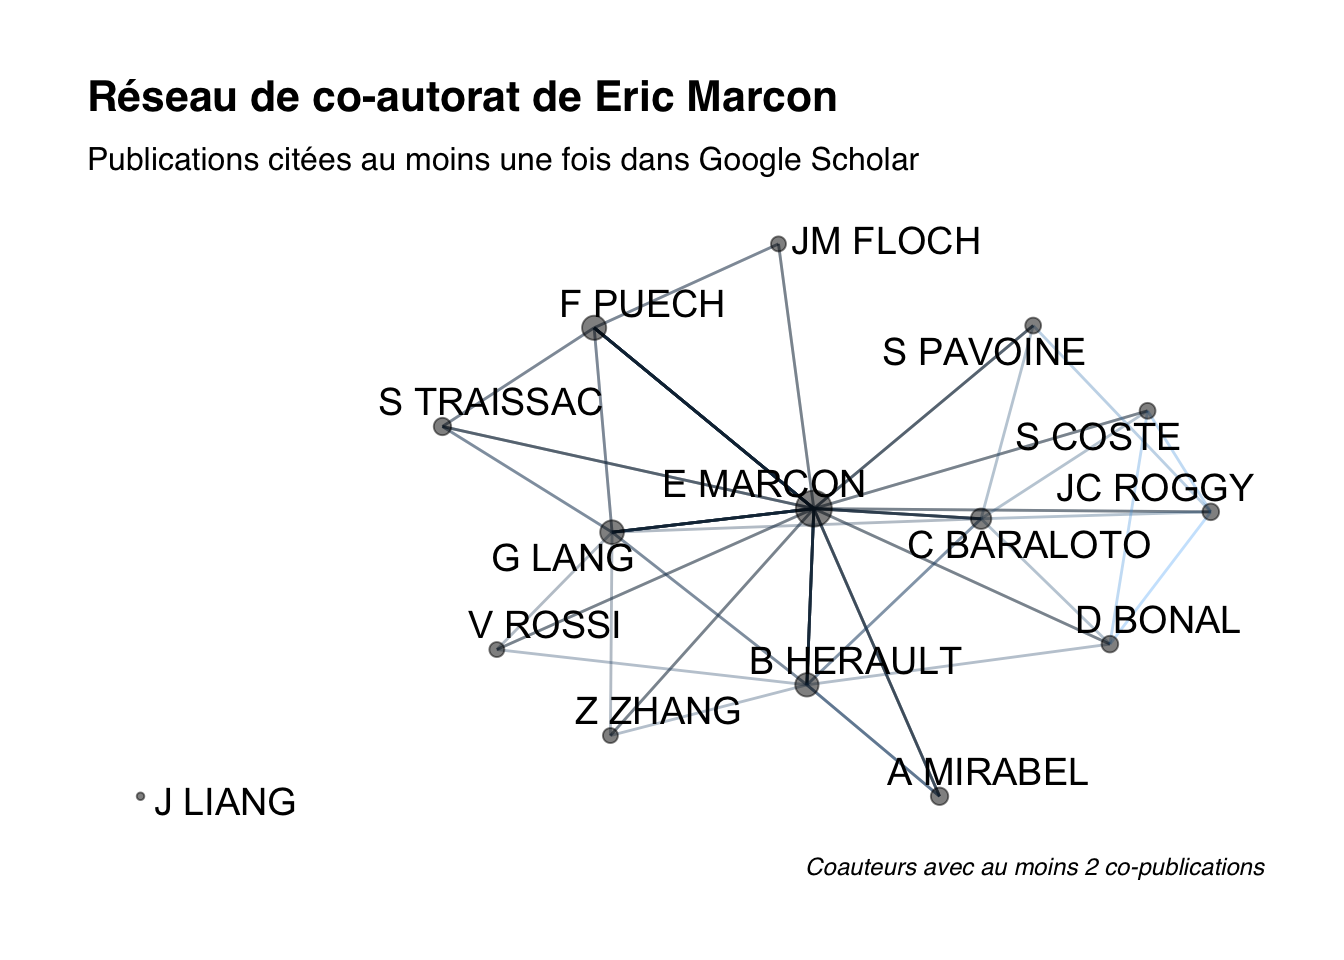 Réseau de co-autorat de Eric Marcon
Publications citées au moins une fois dans Google Scholar
JM FLOCH
F PUECH
S PAVOINE
S TRAISSAC
S COSTE
E MARCON
JC ROGGY
G LANG
C BARALOTO
V ROSSI
D BONAL
B HERAULT
Z ZHANG
A MIRABEL
J LIANG
Coauteurs avec au moins 2 co-publications